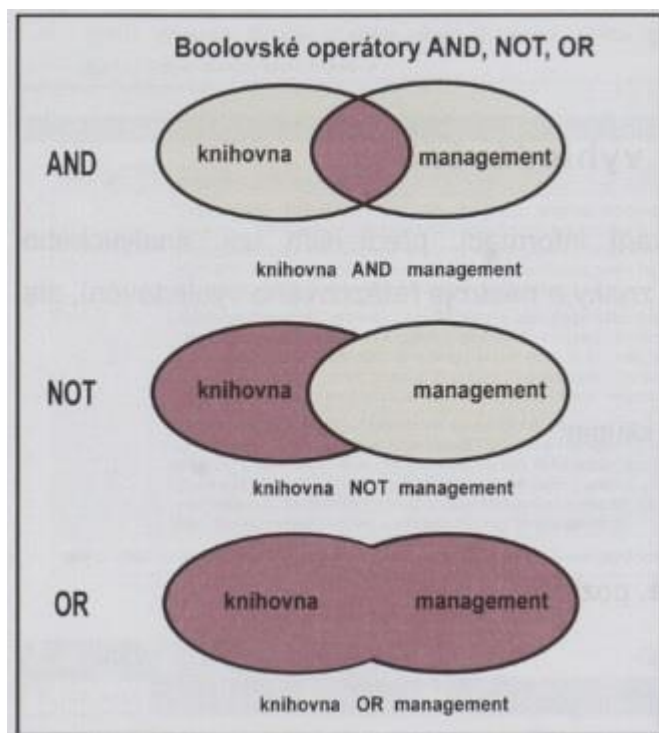 Boolovské operátory AND, NOT, OR
AND
knihovna management
knihovna AND management
NOT
knihovna management
knihovna NOT management
OR
knihovna management
knihovna OR management